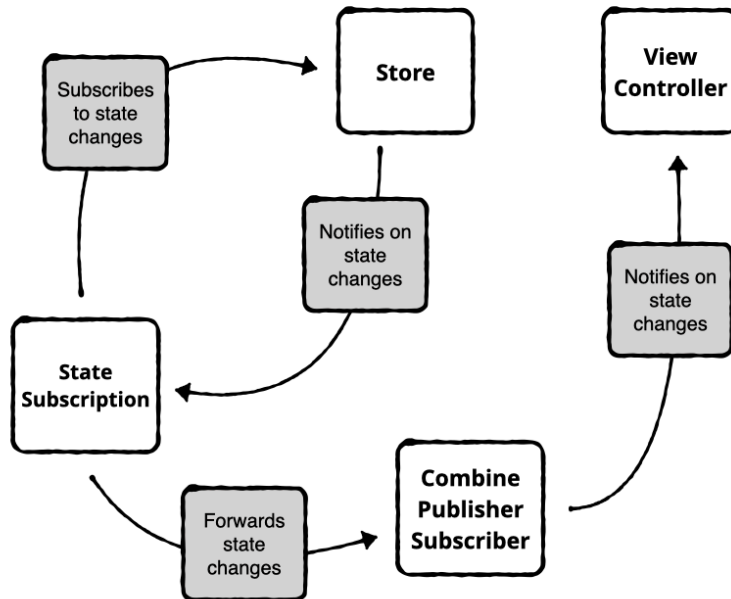 Subscribes
to state
changes
Store
View
Controller
Notifies on
state
changes
Notifies on
state
changes
State
Subscription
Combine
Publisher
Subscriber
Forwards
state
changes